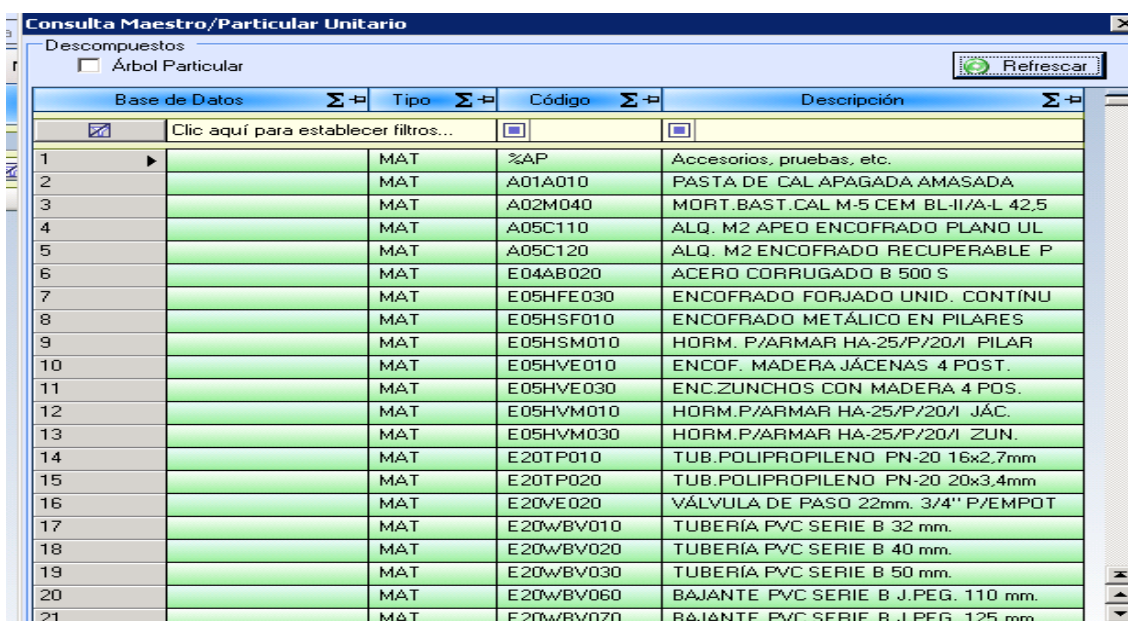 Consulta Maestro/Particular Unitario
Descompuestos
Árbol Particular
Refrescar
Base de Datos Tipo Código Descripción
Clic aquí para establecer filtros...
1 MAT %AP Accesorios, pruebas, etc.
2 MAT A01A010 PASTA DE CAL APAGADA AMASADA
3 MAT A02M040 MORT.BAST.CAL M-5 CEM BL-II/A-L 42,5
4 MAT A05C110 ALQ. M2 APEO ENCOFRADO PLANO UL
5 MAT A05C120 ALQ. M2 ENCOFRADO RECUPERABLE P
6 MAT E04AB020 ACERO CORRUGADO B 500 S
7 MAT E05HFE030 ENCOFRADO FORJADO UNID. CONTÍNU
8 MAT E05HSF010 ENCOFRADO METÁLICO EN PILARES
9 MAT E05HSM010 HORM. P/ARMAR HA-25/P/20/I PILAR
10 MAT E05HVE010 ENCOF. MADERA JÁCENAS 4 POST.
11 MAT E05HVE030 ENC.ZUNCHOS CON MADERA 4 POS.
12 MAT E05HVM010 HORM.P/ARMAR HA-25/P/20/I JÁC.
13 MAT E05HVM030 HORM.P/ARMAR HA-25/P/20/I ZUN.
14 MAT E20TP010 TUB.POLIPROPILENO PN-20 16x2,7mm
15 MAT E20TP020 TUB.POLIPROPILENO PN-20 20x3,4mm
16 MAT E20VE020 VÁLVULA DE PASO 22mm. 3/4'' P/EMPOT
17 MAT E20WBV010 TUBERÍA PVC SERIE B 32 mm.
18 MAT E20WBV020 TUBERÍA PVC SERIE B 40 mm.
19 MAT E20WBV030 TUBERÍA PVC SERIE B 50 mm.
20 MAT E20WBV060 BAJANTE PVC SERIE B J.PEG. 110 mm.
21 MAT E20WBV070 BAJANTE PVC SERIE B J.PEG. 125 mm.